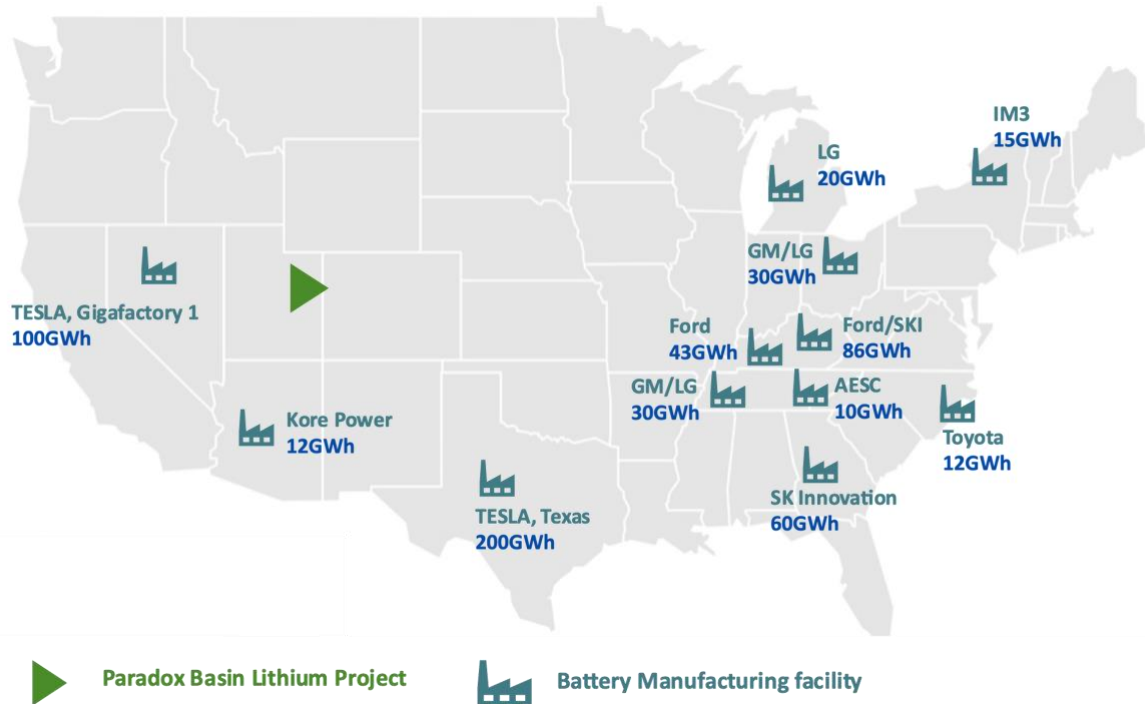 IM3
15GWh
LG
20GWh
GM/LG
30GWh
TESLA, Gigafactory 1
100GWh
Ford
43GWh
Ford/SKI
86GWh
GM/LG
30GWh
AESC
10GWh
Kore Power
12GWh
Toyota
12GWh
SK Innovation
60GWh
TESLA, Texas
200GWh
Paradox Basin Lithium Project
Battery Manufacturing facility